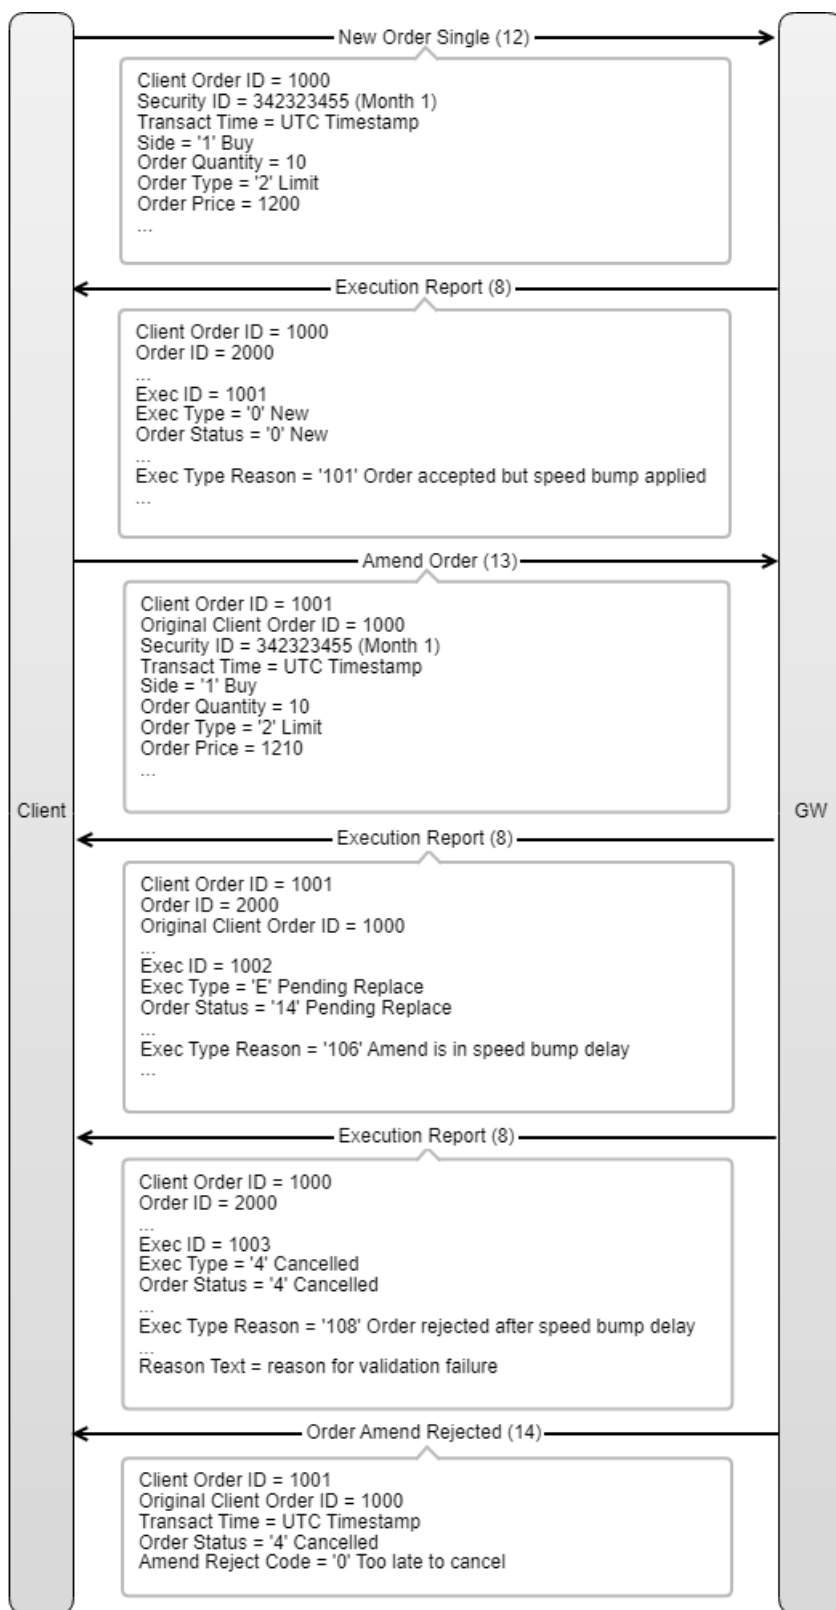 New Order Single (12)
Client Order ID = 1000
Security ID = 342323455 (Month 1)
Transact Time = UTC Timestamp
Side = '1' Buy
Order Quantity = 10
Order Type = '2' Limit
Order Price = 1200
...
Execution Report (8)
Client Order ID = 1000
Order ID = 2000
...
Exec ID = 1001
Exec Type = '0' New
Order Status = '0' New
...
Exec Type Reason = '101' Order accepted but speed bump applied
...
Amend Order (13)
Client Order ID = 1001
Original Client Order ID = 1000
Security ID = 342323455 (Month 1)
Transact Time = UTC Timestamp
Side = '1' Buy
Order Quantity = 10
Order Type = '2' Limit
Order Price = 1210
...
Client
GW
Execution Report (8)
Client Order ID = 1001
Order ID = 2000
Original Client Order ID = 1000
...
Exec ID = 1002
Exec Type = 'E' Pending Replace
Order Status = '14' Pending Replace
...
Exec Type Reason = '106' Amend is in speed bump delay
...
Execution Report (8)
Client Order ID = 1000
Order ID = 2000
...
Exec ID = 1003
Exec Type = '4' Cancelled
Order Status = '4' Cancelled
...
Exec Type Reason = '108' Order rejected after speed bump delay
...
Reason Text = reason for validation failure
Order Amend Rejected (14)
Client Order ID = 1001
Original Client Order ID = 1000
Transact Time = UTC Timestamp
Order Status = '4' Cancelled
Amend Reject Code = '0' Too late to cancel